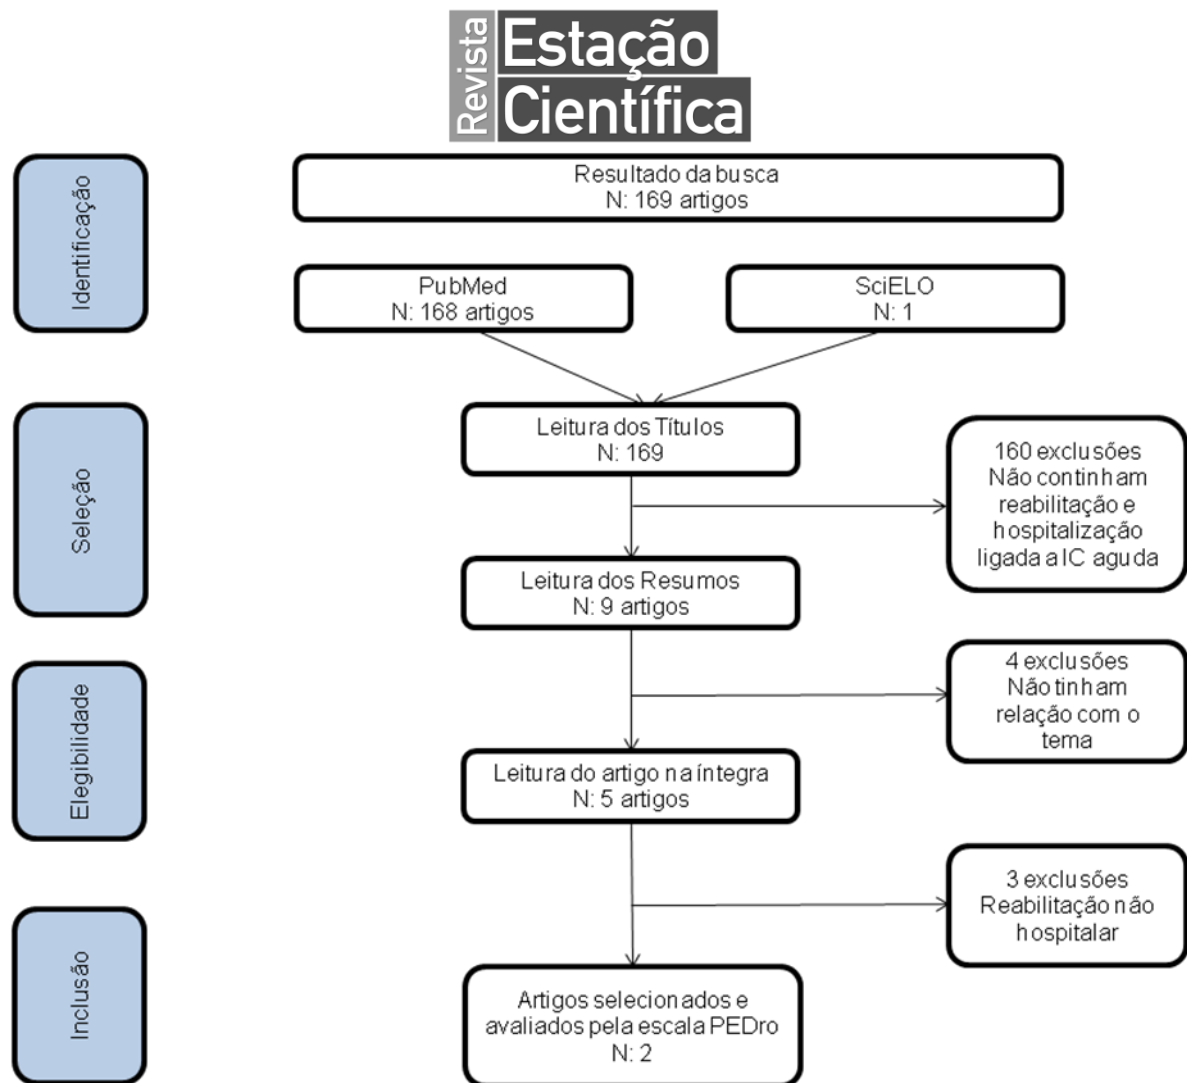 Revista
Estação
Científica
Identificação
Resultado da busca
N: 169 artigos
PubMed
N: 168 artigos
SciELO
N: 1
Seleção
Leitura dos Títulos
N: 169
160 exclusões
Não continham
reabilitação e
hospitalização
ligada a IC aguda
Leitura dos Resumos
N: 9 artigos
Elegibilidade
4 exclusões
Não tinham
relação com o
tema
Leitura do artigo na íntegra
N: 5 artigos
3 exclusões
Reabilitação não
hospitalar
Inclusão
Artigos selecionados e
avaliados pela escala PEDro
N: 2